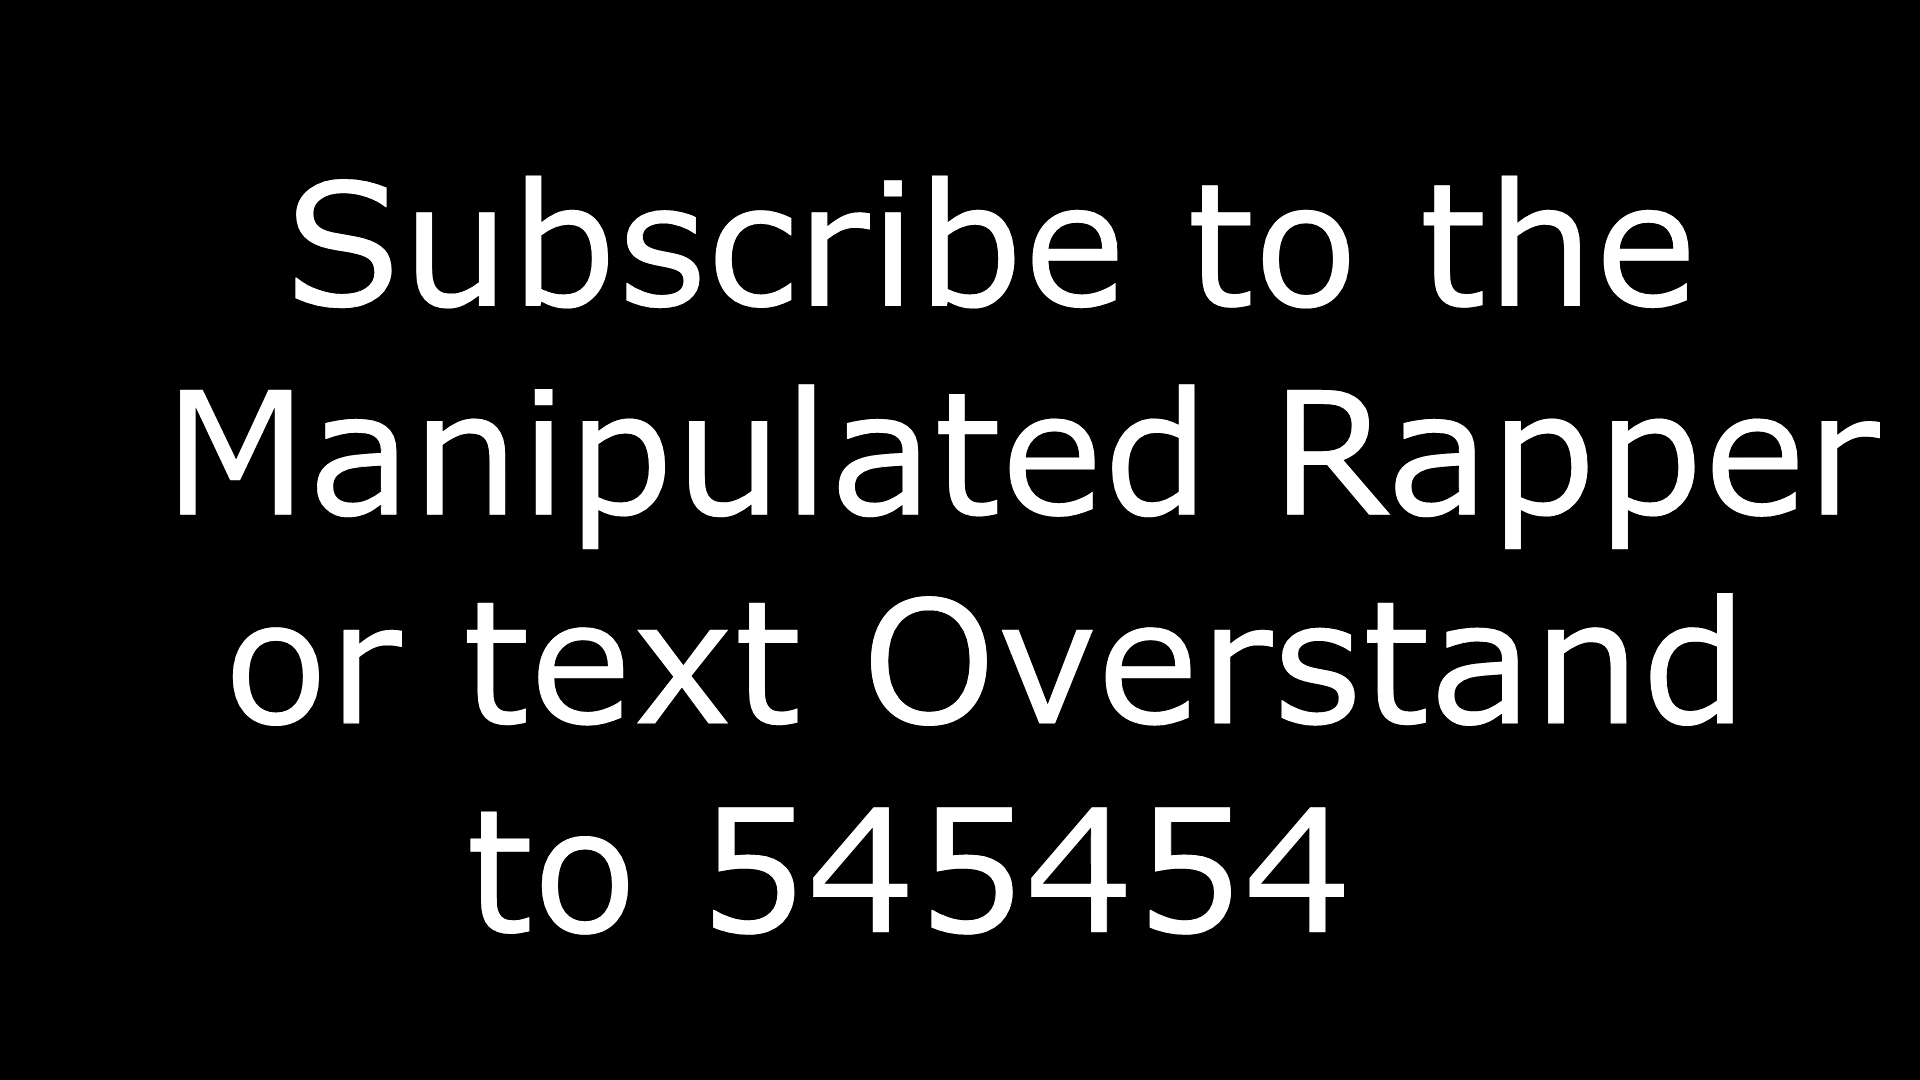 Subscribe to the
Manipulated Rapper
or text Overstand
to 545454